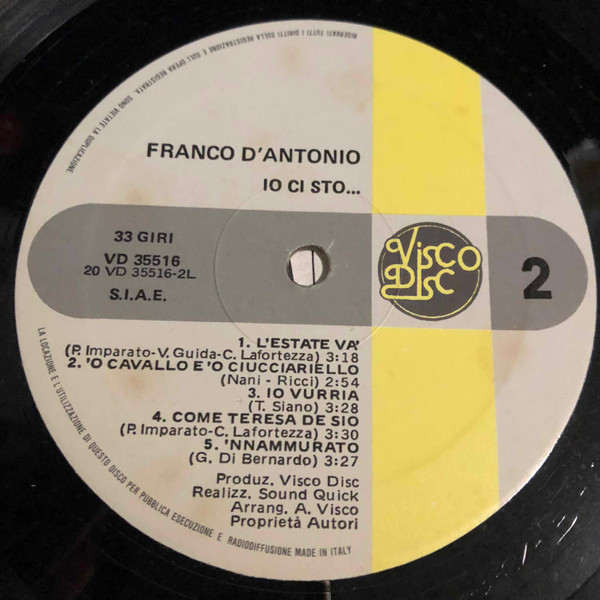 RISERVATI TUTTI I DIRITTI SULLA REGISTRAZIONE E SULL'OPERA REGISTRATA. SONO VIETATE LA DUPLICAZIONE.
FRANCO D'ANTONIO
IO CI STO...
33 GIRI
VD 35516
20 VD 35516-2L
S.I.A.E.
VISCO
DISC
2
1. L'ESTATE VA'
(P. Imparato-V. Guida-C. Lafortezza) 3:18
2. 'O CAVALLO E 'O CIUCCIARIELLO
(Nani - Ricci) 2:54
3. IO VURRIA
(T. Siano) 3:28
4. COME TERESA DE SIO
(P. Imparato-C. Lafortezza) 3:30
5. 'NNAMMURATO
(G. Di Bernardo) 3:27
Produz. Visco Disc
Realizz. Sound Quick
Arrang. A. Visco
Proprietà Autori
LA LOCAZIONE E L'UTILIZZAZIONE DI QUESTO DISCO PER PUBBLICA ESECUZIONE E RADIODIFFUSIONE MADE IN ITALY